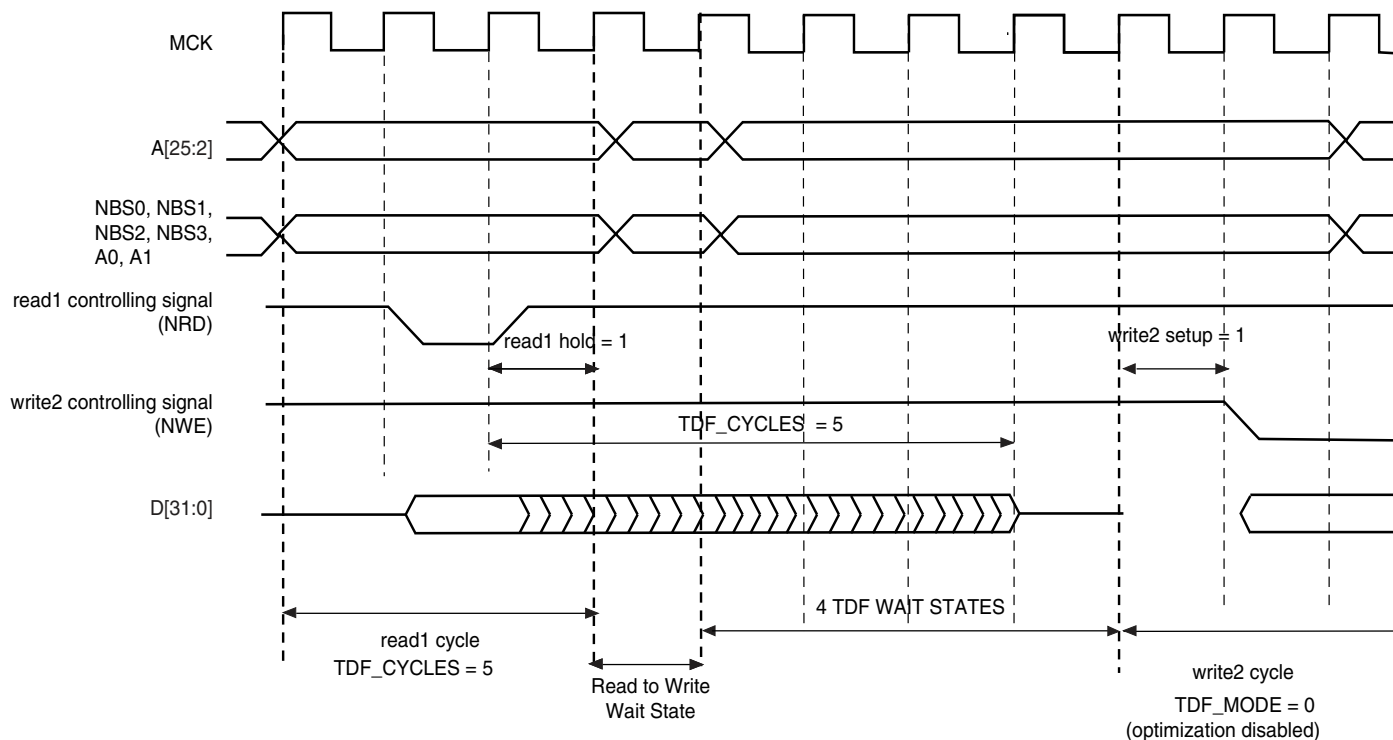 MCK
A[25:2]
NBS0, NBS1,
NBS2, NBS3,
A0, A1
read1 controlling signal
(NRD)
read1 hold = 1
write2 setup = 1
write2 controlling signal
(NWE)
TDF_CYCLES = 5
D[31:0]
4 TDF WAIT STATES
read1 cycle
TDF_CYCLES = 5
Read to Write
Wait State
write2 cycle
TDF_MODE = 0
(optimization disabled)